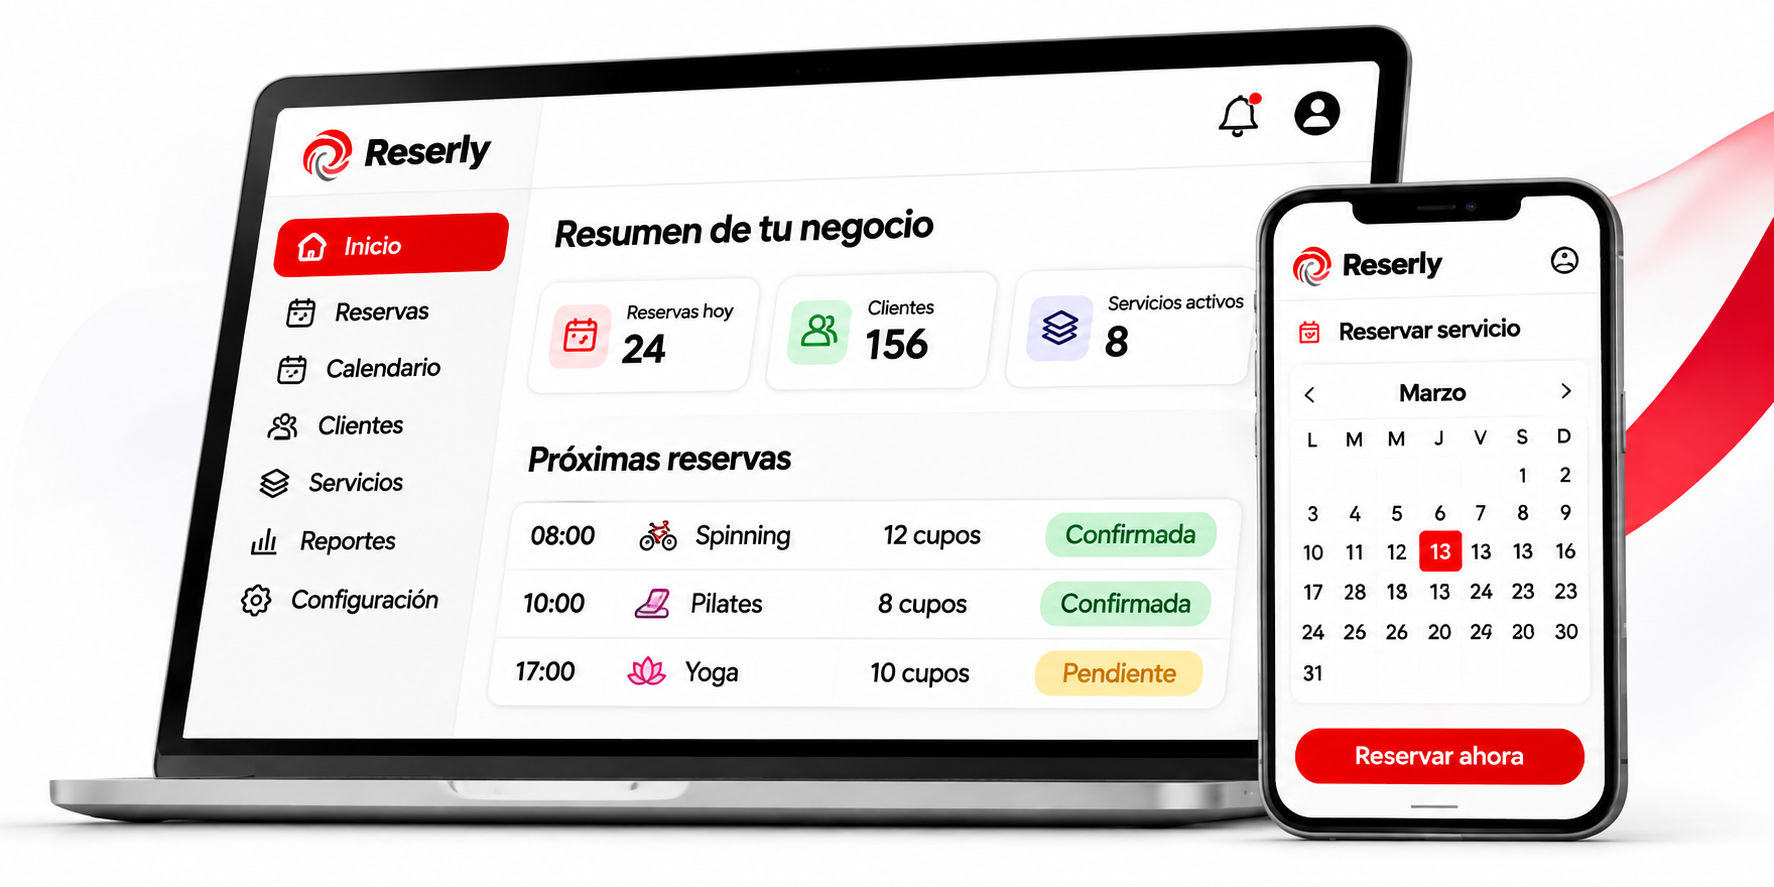 Reserly
Inicio
Reservas
Calendario
Clientes
Servicios
Reportes
Configuración
Resumen de tu negocio
Reservas hoy
24
Clientes
156
Servicios activos
8
Próximas reservas
08:00 Spinning 12 cupos Confirmada
10:00 Pilates 8 cupos Confirmada
17:00 Yoga 10 cupos Pendiente
Reserly
Reservar servicio
Marzo
L M M J V S D
1 2
3 4 5 6 7 8 9
10 11 12 13 13 13 16
17 28 18 13 24 23 23
24 26 26 20 29 20 30
31
Reservar ahora